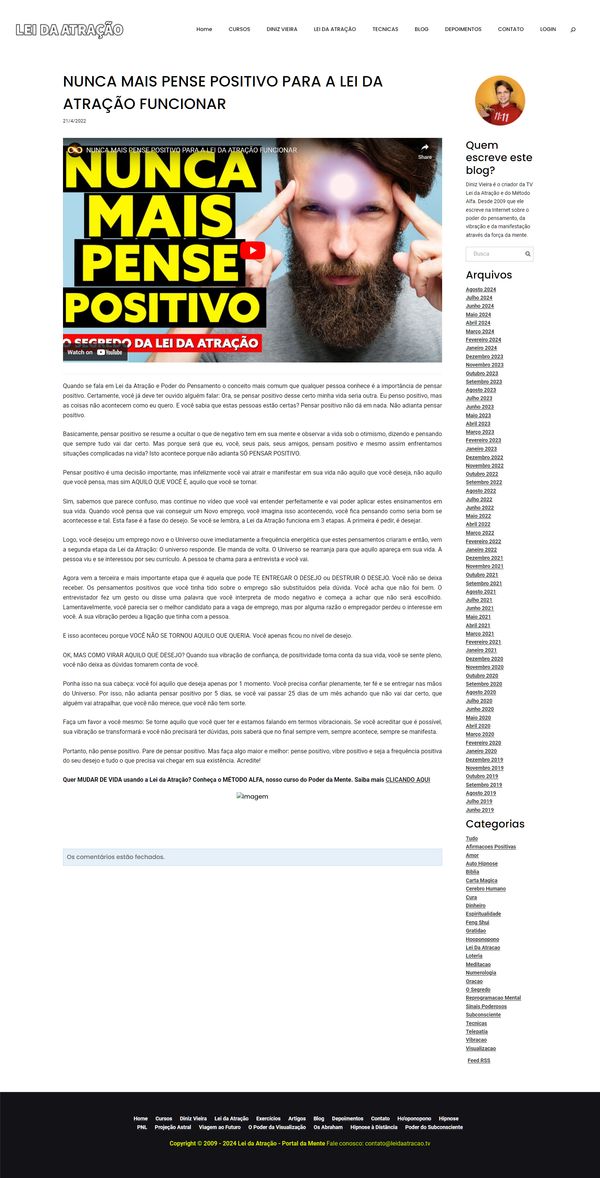 LEI DA ATRAÇÃO
Home CURSOS DINIZ VIEIRA LEI DA ATRAÇÃO TECNICAS BLOG DEPOIMENTOS CONTATO LOGIN
NUNCA MAIS PENSE POSITIVO PARA A LEI DA
ATRAÇÃO FUNCIONAR
21/4/2022
NUNCA MAIS PENSE POSITIVO PARA A LEI DA ATRAÇÃO FUNCIONAR
Share
NUNCA
MAIS
PENSE
POSITIVO
O SEGREDO DA LEI DA ATRAÇÃO
Watch on YouTube
Quando se fala em Lei da Atração e Poder do Pensamento o conceito mais comum que qualquer pessoa conhece é a importância de pensar
positivo. Certamente, você já deve ter ouvido alguém falar: Ora, se pensar positivo desse certo minha vida seria outra. Eu penso positivo, mas
as coisas não acontecem como eu quero. E você sabia que estas pessoas estão certas? Pensar positivo não dá em nada. Não adianta pensar
positivo.
Basicamente, pensar positivo se resume a ocultar o que de negativo tem em sua mente e observar a vida sob o otimismo, dizendo e pensando
que sempre tudo vai dar certo. Mas porque será que eu, você, seus pais, seus amigos, pensam positivo e mesmo assim enfrentamos
situações complicadas na vida? Isto acontece porque não adianta SÓ PENSAR POSITIVO.
Pensar positivo é uma decisão importante, mas infelizmente você vai atrair e manifestar em sua vida não aquilo que você deseja, não aquilo
que você pensa, mas sim AQUILO QUE VOCÊ É, aquilo que você se tornar.
Sim, sabemos que parece confuso, mas continue no vídeo que você vai entender perfeitamente e vai poder aplicar estes ensinamentos em
sua vida. Quando você pensa que vai conseguir um Novo emprego, você imagina isso acontecendo, você fica pensando como seria bom se
acontecesse e tal. Esta fase é a fase do desejo. Se você se lembra, a Lei da Atração funciona em 3 etapas. A primeira é pedir, é desejar.
Logo, você desejou um emprego novo e o Universo ouve imediatamente a frequência energética que estes pensamentos criaram e então, vem
a segunda etapa da Lei da Atração: O universo responde. Ele manda de volta. O Universo se rearranja para que aquilo apareça em sua vida. A
pessoa viu e se interessou por seu currículo. A pessoa te chama para a entrevista e você vai.
Agora vem a terceira e mais importante etapa que é aquela que pode TE ENTREGAR O DESEJO ou DESTRUIR O DESEJO. Você não se deixa
receber. Os pensamentos positivos que você tinha tido sobre o emprego são substituídos pela dúvida. Você acha que não foi bem. O
entrevistador fez um gesto ou disse uma palavra que você interpreta de modo negativo e começa a achar que não será escolhido.
Lamentavelmente, você parecia ser o melhor candidato para a vaga de emprego, mas por alguma razão o empregador perdeu o interesse em
você. A sua vibração perdeu a ligação que tinha com a pessoa.
E isso aconteceu porque VOCÊ NÃO SE TORNOU AQUILO QUE QUERIA. Você apenas ficou no nível de desejo.
OK, MAS COMO VIRAR AQUILO QUE DESEJO? Quando sua vibração de confiança, de positividade toma conta da sua vida, você se sente pleno,
você não deixa as dúvidas tomarem conta de você.
Ponha isso na sua cabeça: você foi aquilo que deseja apenas por 1 momento. Você precisa confiar plenamente, ter fé e se entregar nas mãos
do Universo. Por isso, não adianta pensar positivo por 5 dias, se você vai passar 25 dias de um mês achando que não vai dar certo, que
alguém vai atrapalhar, que você não merece, que você não tem sorte.
Faça um favor a você mesmo: Se torne aquilo que você quer ter e estamos falando em termos vibracionais. Se você acreditar que é possível,
sua vibração se transformará e você não precisará ter dúvidas, pois saberá que no final sempre vem, sempre acontece, sempre se manifesta.
Portanto, não pense positivo. Pare de pensar positivo. Mas faça algo maior e melhor: pense positivo, vibre positivo e seja a frequência positiva
do seu desejo e tudo o que precisa vai chegar em sua existência. Acredite!
Quer MUDAR DE VIDA usando a Lei da Atração? Conheça o MÉTODO ALFA, nosso curso do Poder da Mente. Saiba mais CLICANDO AQUI
Imagem
Os comentários estão fechados.
11:11
Quem
escreve este
blog?
Diniz Vieira é o criador da TV
Lei da Atração e do Método
Alfa. Desde 2009 que ele
escreve na Internet sobre o
poder do pensamento, da
vibração e da manifestação
através da força da mente.
Busca
Arquivos
Agosto 2024
Julho 2024
Junho 2024
Maio 2024
Abril 2024
Março 2024
Fevereiro 2024
Janeiro 2024
Dezembro 2023
Novembro 2023
Outubro 2023
Setembro 2023
Agosto 2023
Julho 2023
Junho 2023
Maio 2023
Abril 2023
Março 2023
Fevereiro 2023
Janeiro 2023
Dezembro 2022
Novembro 2022
Outubro 2022
Setembro 2022
Agosto 2022
Julho 2022
Junho 2022
Maio 2022
Abril 2022
Março 2022
Fevereiro 2022
Janeiro 2022
Dezembro 2021
Novembro 2021
Outubro 2021
Setembro 2021
Agosto 2021
Julho 2021
Junho 2021
Maio 2021
Abril 2021
Março 2021
Fevereiro 2021
Janeiro 2021
Dezembro 2020
Novembro 2020
Outubro 2020
Setembro 2020
Agosto 2020
Julho 2020
Junho 2020
Maio 2020
Abril 2020
Março 2020
Fevereiro 2020
Janeiro 2020
Dezembro 2019
Novembro 2019
Outubro 2019
Setembro 2019
Agosto 2019
Julho 2019
Junho 2019
Categorias
Tudo
Afirmacoes Positivas
Amor
Auto Hipnose
Biblia
Carta Magica
Cerebro Humano
Cura
Dinheiro
Espiritualidade
Feng Shui
Gratidao
Hooponopono
Lei Da Atracao
Loteria
Meditacao
Numerologia
Oracao
O Segredo
Reprogramacao Mental
Sinais Poderosos
Subconsciente
Tecnicas
Telepatia
Vibracao
Visualizacao
Feed RSS
Home Cursos Diniz Vieira Lei da Atração Exercícios Artigos Blog Depoimentos Contato Ho'oponopono Hipnose
PNL Projeção Astral Viagem ao Futuro O Poder da Visualização Os Abraham Hipnose à Distância Poder do Subconsciente
Copyright © 2009 - 2024 Lei da Atração - Portal da Mente Fale conosco: contato@leidaatracao.tv